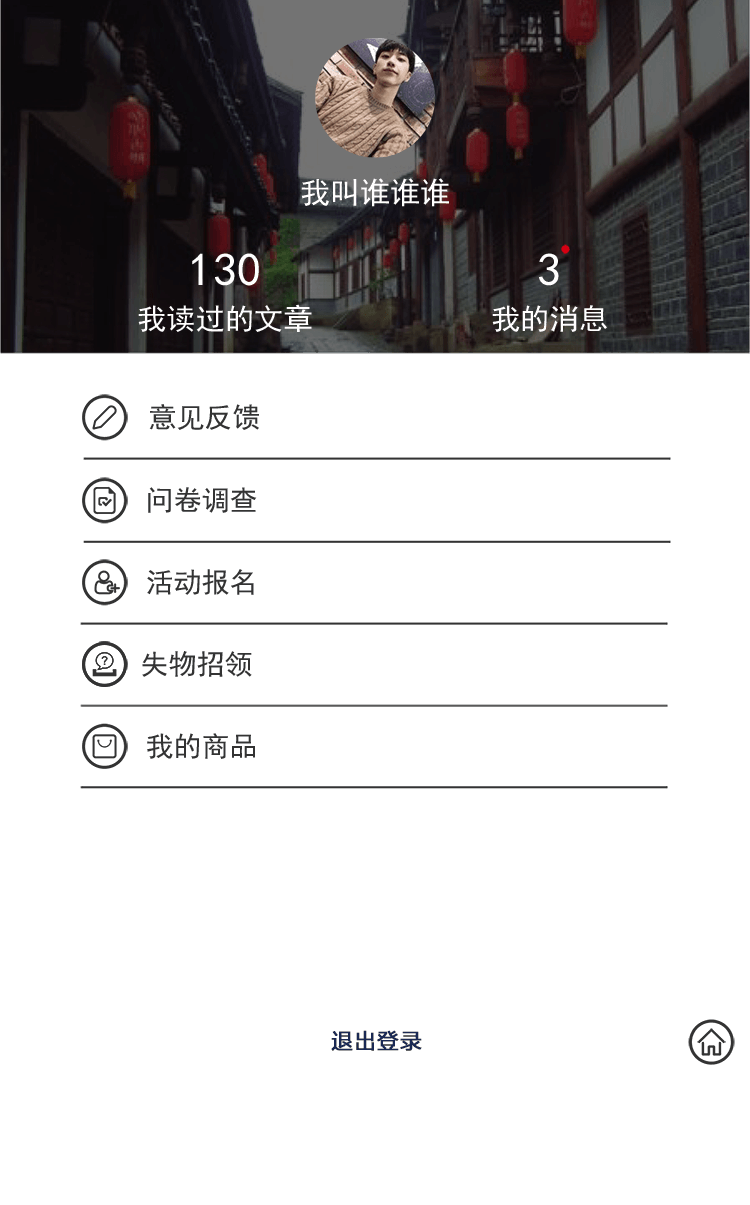 我叫谁谁谁
130
3
我读过的文章
我的消息
意见反馈
问卷调查
活动报名
失物招领
我的商品
退出登录